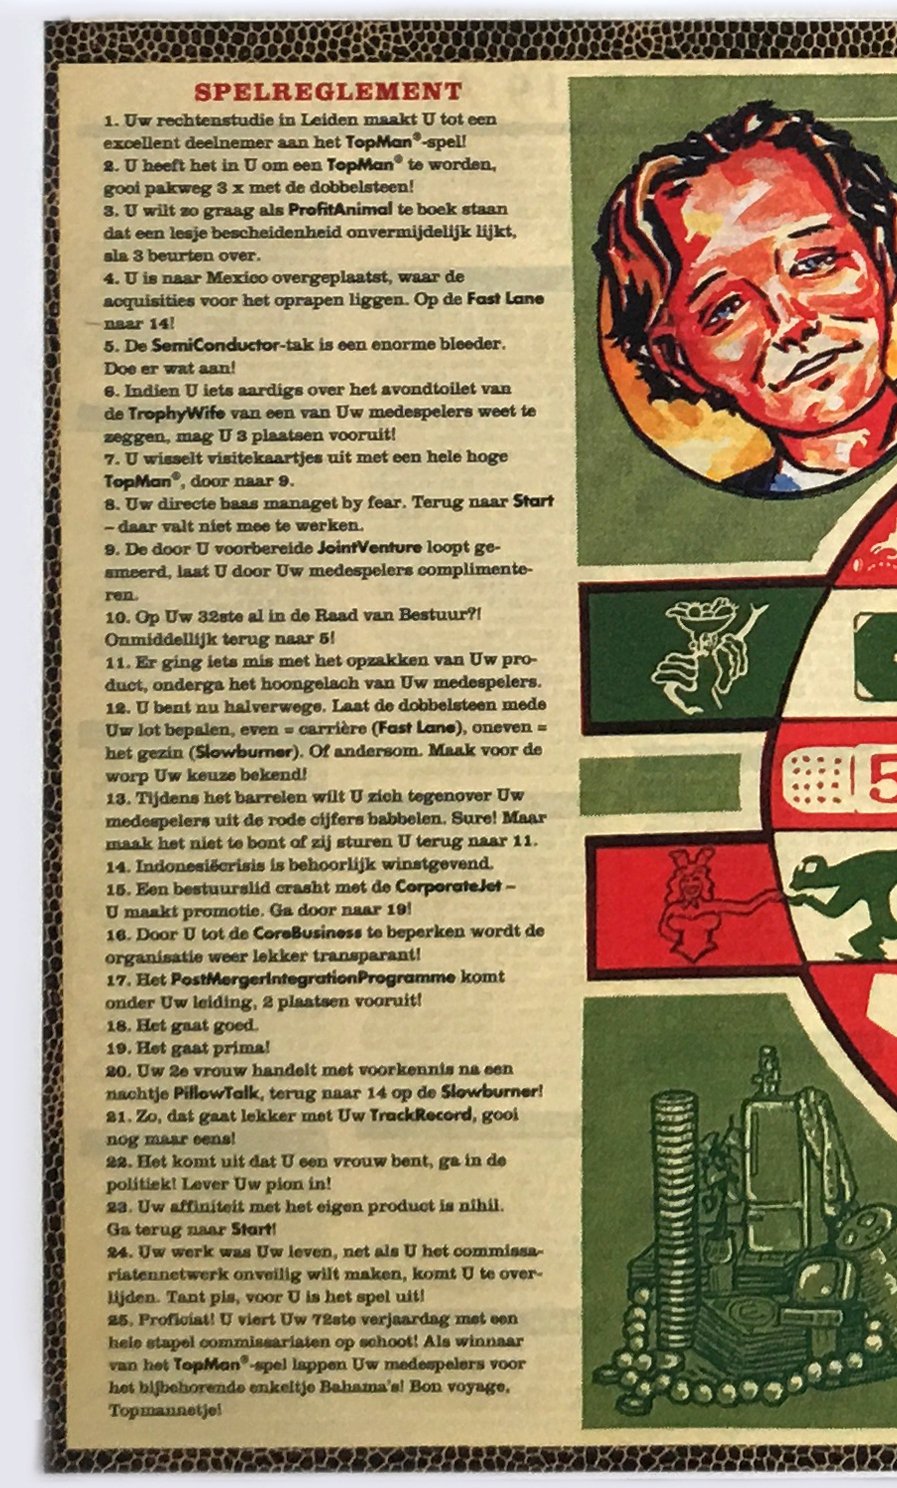 SPELREGLEMENT
1. Uw rechtenstudie in Leiden maakt U tot een
excellent deelnemer aan het TopMan®-spel!
2. U heeft het in U om een TopMan® te worden,
gooi pakweg 3 x met de dobbelsteen!
3. U wilt zo graag als ProfitAnimal te boek staan
dat een lesje bescheidenheid onvermijdelijk lijkt,
sla 3 beurten over.
4. U is naar Mexico overgeplaatst, waar de
acquisities voor het oprapen liggen. Op de Fast Lane
naar 14!
5. De SemiConductor-tak is een enorme bleeder.
Doe er wat aan!
6. Indien U iets aardigs over het avondtoilet van
de TrophyWife van een van Uw medespelers weet te
zeggen, mag U 3 plaatsen vooruit!
7. U wisselt visitekaartjes uit met een hele hoge
TopMan®, door naar 9.
8. Uw directe baas managet by fear. Terug naar Start
– daar valt niet mee te werken.
9. De door U voorbereide JointVenture loopt ge-
smeerd, laat U door Uw medespelers complimente-
ren.
10. Op Uw 32ste al in de Raad van Bestuur?!
Onmiddellijk terug naar 5!
11. Er ging iets mis met het opzakken van Uw pro-
duct, onderga het hoongelach van Uw medespelers.
12. U bent nu halverwege. Laat de dobbelsteen mede
Uw lot bepalen, even = carrière (Fast Lane), oneven =
het gezin (Slowburner). Of andersom. Maak voor de
worp Uw keuze bekend!
13. Tijdens het barrelen wilt U zich tegenover Uw
medespelers uit de rode cijfers babbelen. Sure! Maar
maak het niet te bont of zij sturen U terug naar 11.
14. Indonesiëcrisis is behoorlijk winstgevend.
15. Een bestuurslid crasht met de CorporateJet –
U maakt promotie. Ga door naar 19!
16. Door U tot de CoreBusiness te beperken wordt de
organisatie weer lekker transparant!
17. Het PostMergerIntegrationProgramme komt
onder Uw leiding, 2 plaatsen vooruit!
18. Het gaat goed.
19. Het gaat prima!
20. Uw 2e vrouw handelt met voorkennis na een
nachtje PillowTalk, terug naar 14 op de Slowburner!
21. Zo, dat gaat lekker met Uw TrackRecord, gooi
nog maar eens!
22. Het komt uit dat U een vrouw bent, ga in de
politiek! Lever Uw pion in!
23. Uw affiniteit met het eigen product is nihil.
Ga terug naar Start!
24. Uw werk was Uw leven, net als U het commissa-
riatennetwerk onveilig wilt maken, komt U te over-
lijden. Tant pis, voor U is het spel uit!
25. Proficiat! U viert Uw 72ste verjaardag met een
hele stapel commissariaten op schoot! Als winnaar
van het TopMan®-spel lappen Uw medespelers voor
het bijbehorende enkeltje Bahama's! Bon voyage,
Topmannetje!
5